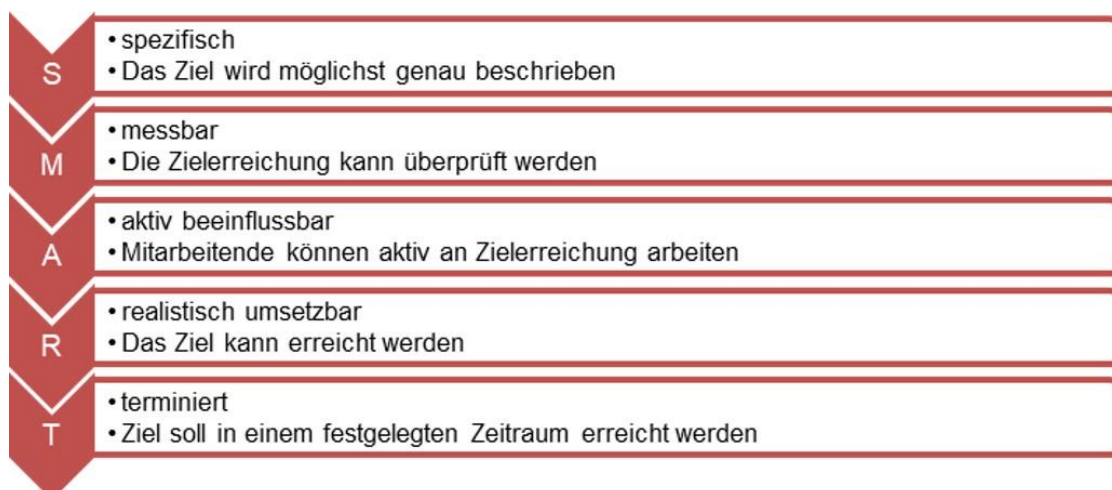 S
• spezifisch
• Das Ziel wird möglichst genau beschrieben
M
• messbar
• Die Zielerreichung kann überprüft werden
A
• aktiv beeinflussbar
• Mitarbeitende können aktiv an Zielerreichung arbeiten
R
• realistisch umsetzbar
• Das Ziel kann erreicht werden
T
• terminiert
• Ziel soll in einem festgelegten Zeitraum erreicht werden